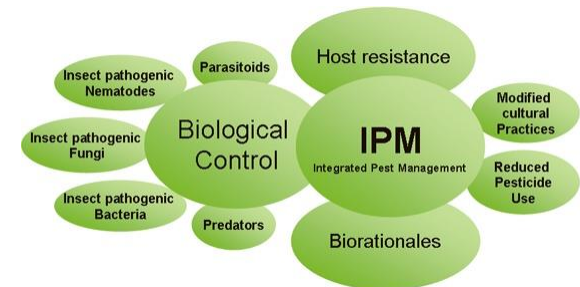 Host resistance
Parasitoids
Insect pathogenic
Nematodes
Modified
cultural
Practices
Biological
Control
IPM
Integrated Pest Management
Insect pathogenic
Fungi
Reduced
Pesticide
Use
Insect pathogenic
Bacteria
Predators
Biorationales